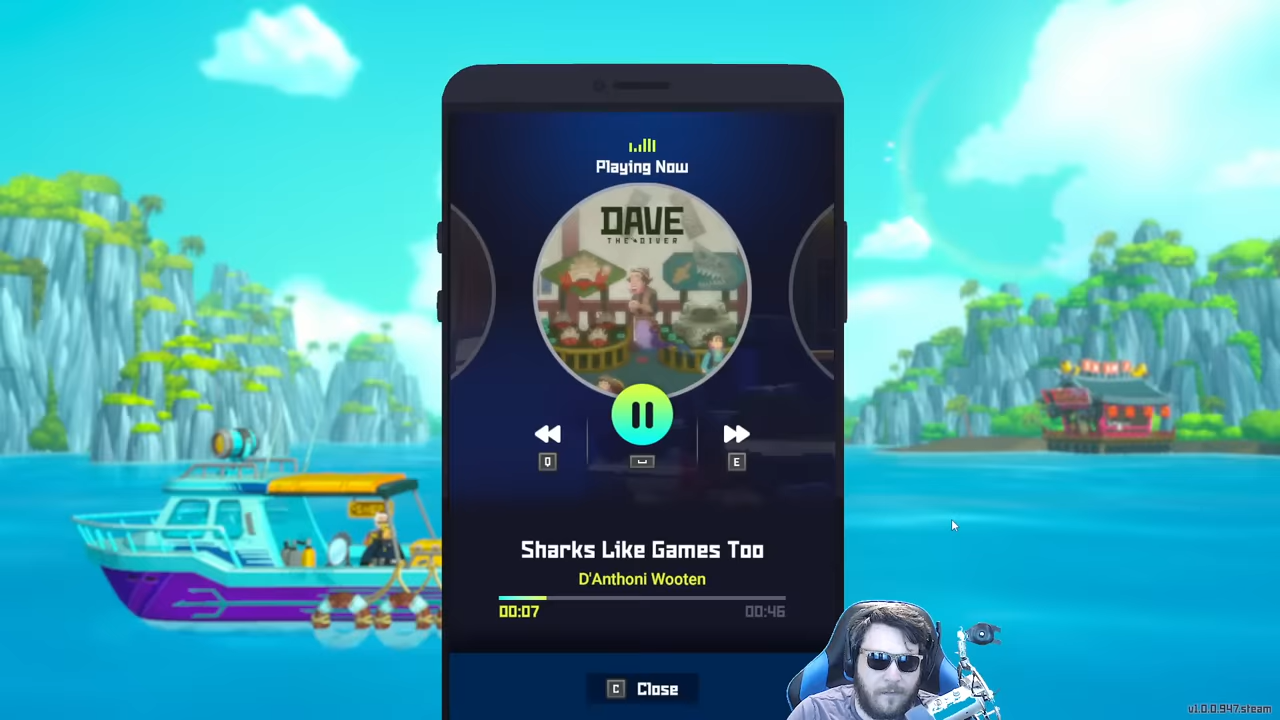 Playing Now
DAVE
THE DIVER
Q
E
Sharks Like Games Too
D'Anthoni Wooten
00:07
00:46
C Close
v1.0.0.947.steam